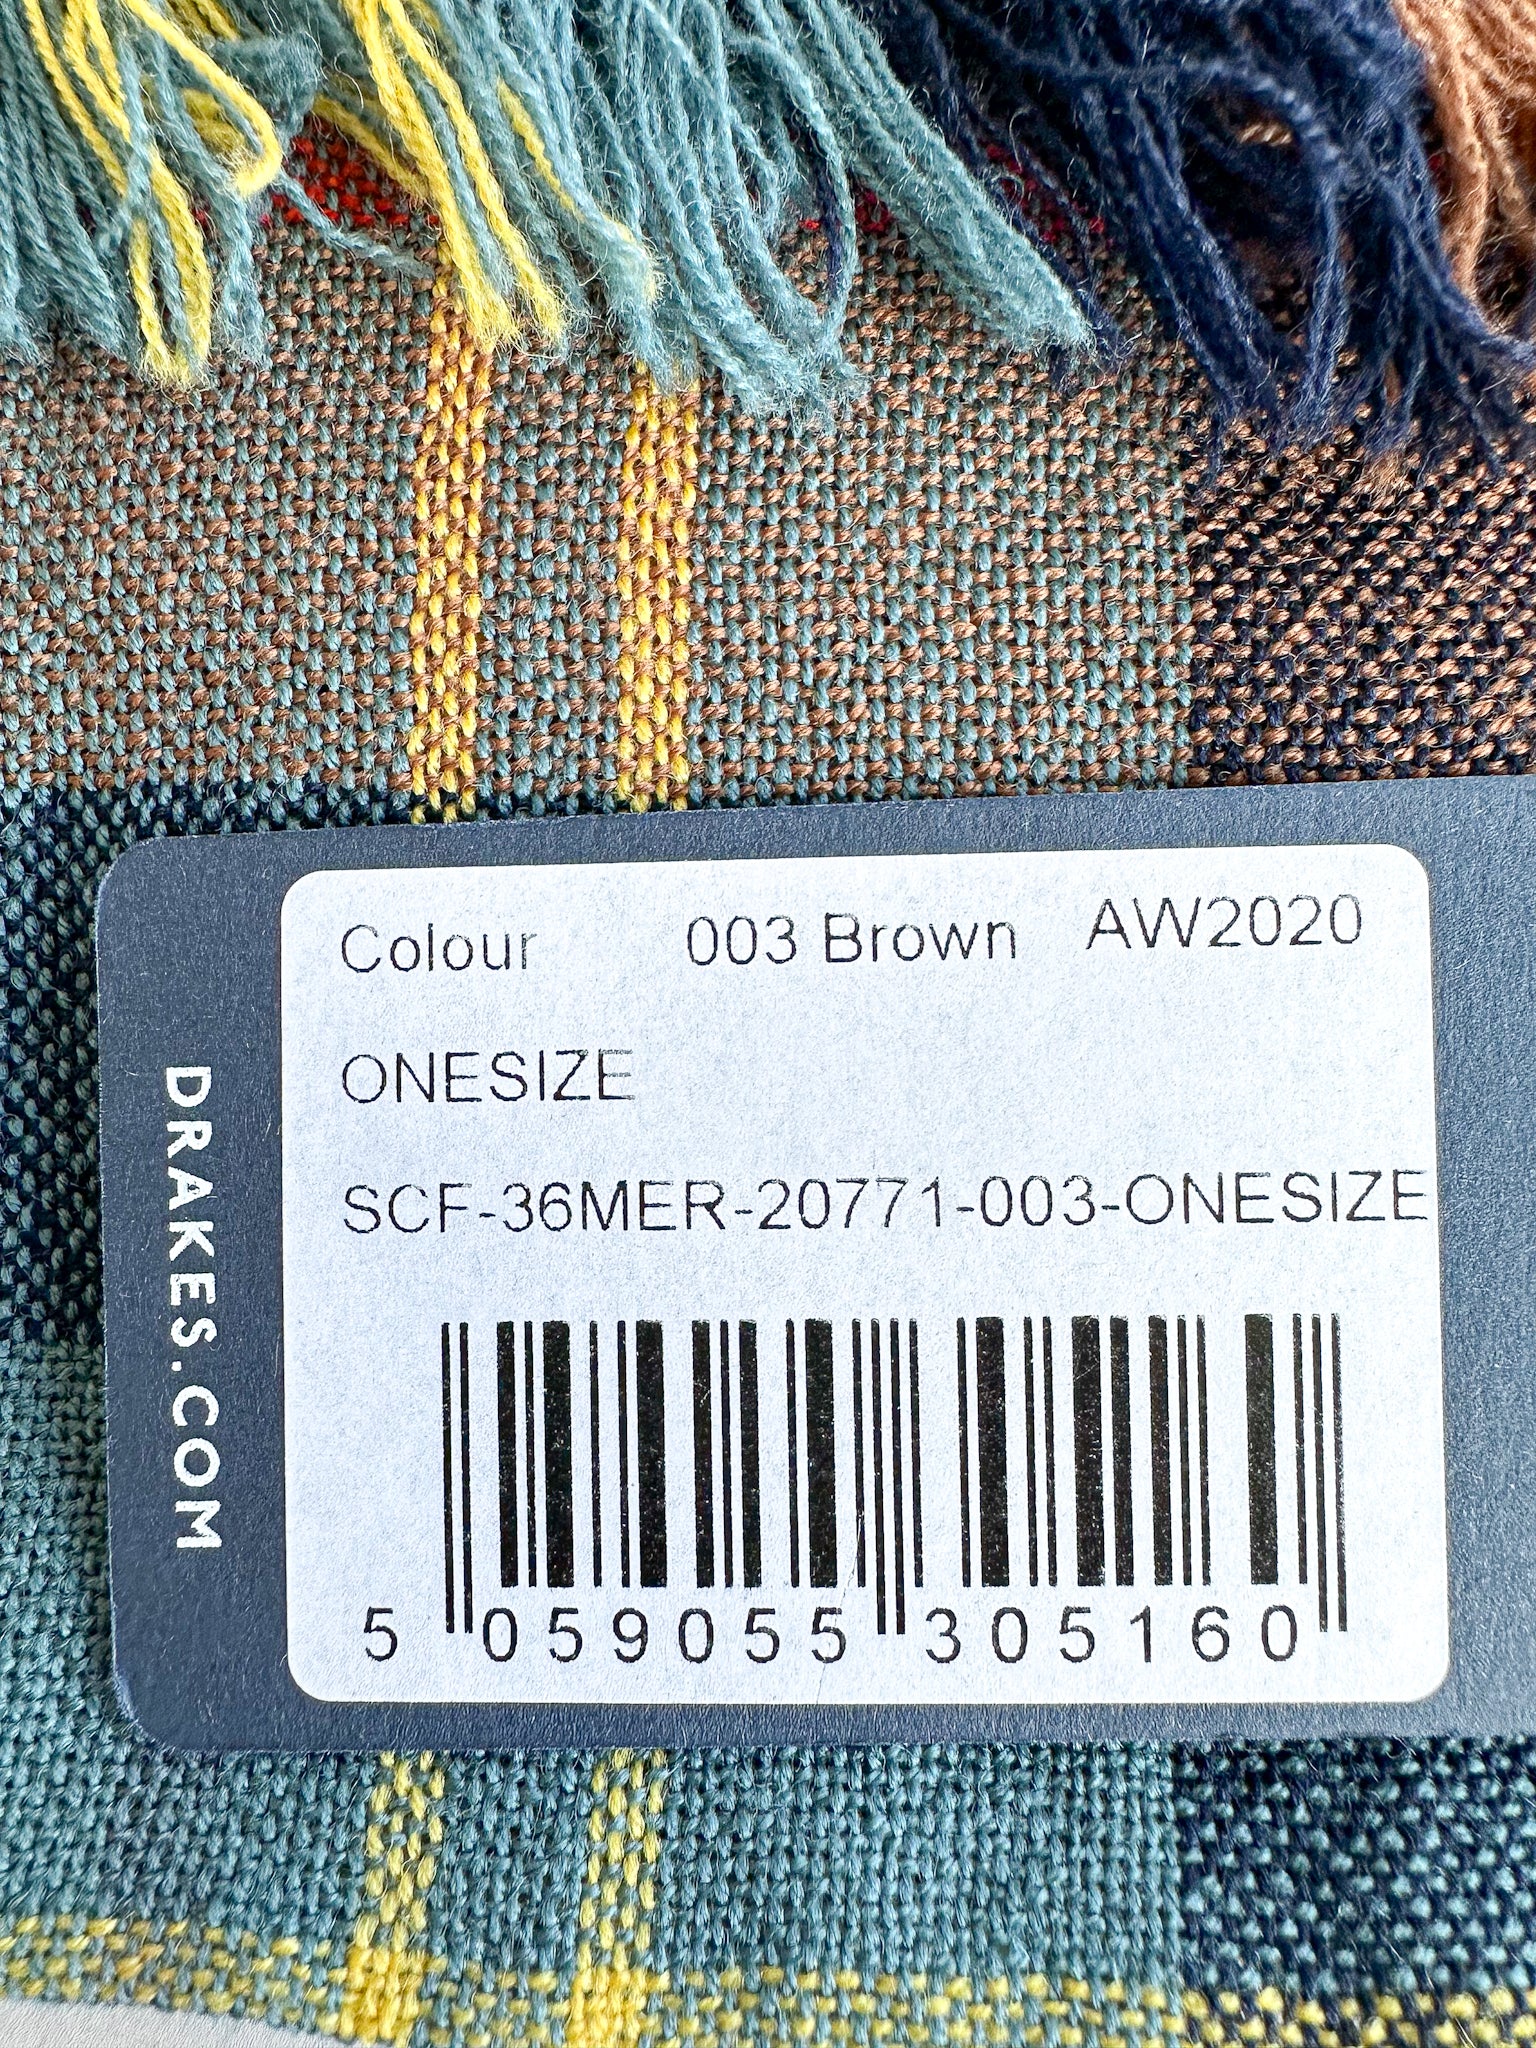 Colour 003 Brown AW2020
ONESIZE
SCF-36MER-20771-003-ONESIZE
5 059055 305160
DRAKES.COM